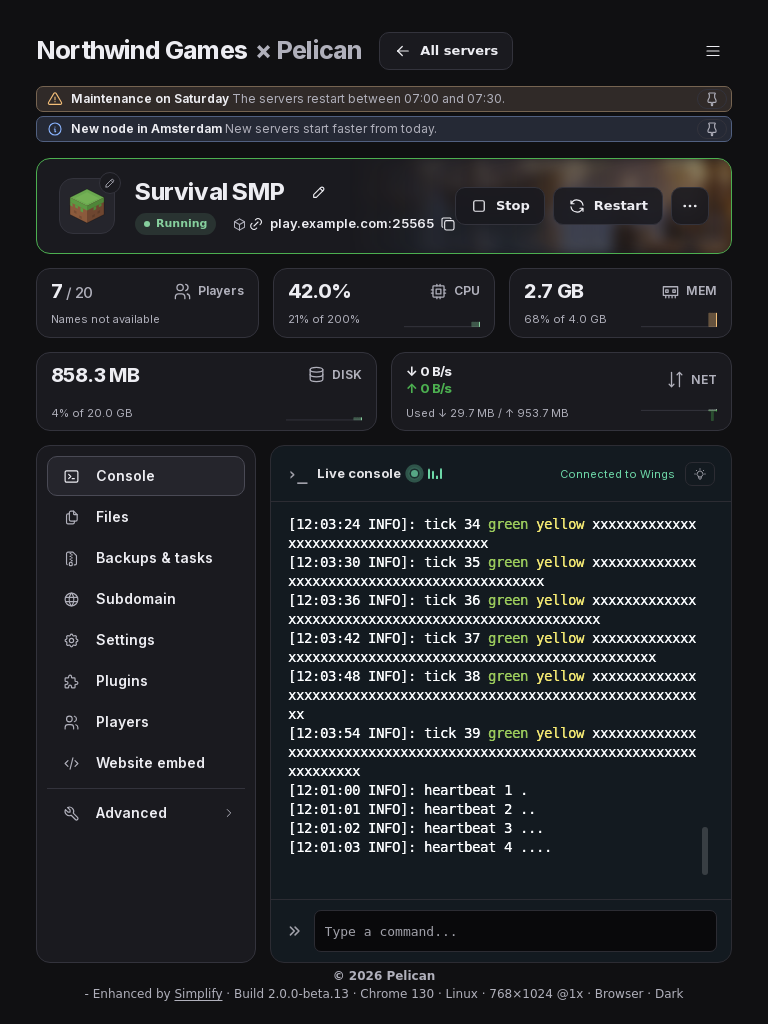 Northwind Games × Pelican
All servers
Maintenance on Saturday The servers restart between 07:00 and 07:30.
New node in Amsterdam New servers start faster from today.
Survival SMP
Stop
Restart
Running
play.example.com:25565
7 / 20
Players
Names not available
42.0%
CPU
21% of 200%
2.7 GB
MEM
68% of 4.0 GB
858.3 MB
DISK
4% of 20.0 GB
↓ 0 B/s
↑ 0 B/s
NET
Used ↓ 29.7 MB / ↑ 953.7 MB
Console
Files
Backups & tasks
Subdomain
Settings
Plugins
Players
Website embed
Advanced
Live console
Connected to Wings
[12:03:24 INFO]: tick 34 green yellow xxxxxxxxxxxxx
xxxxxxxxxxxxxxxxxxxxxxxxx
[12:03:30 INFO]: tick 35 green yellow xxxxxxxxxxxxx
xxxxxxxxxxxxxxxxxxxxxxxxxxxxxxxx
[12:03:36 INFO]: tick 36 green yellow xxxxxxxxxxxxx
xxxxxxxxxxxxxxxxxxxxxxxxxxxxxxxxxxxxxxx
[12:03:42 INFO]: tick 37 green yellow xxxxxxxxxxxxx
xxxxxxxxxxxxxxxxxxxxxxxxxxxxxxxxxxxxxxxxxxxxxx
[12:03:48 INFO]: tick 38 green yellow xxxxxxxxxxxxx
xxxxxxxxxxxxxxxxxxxxxxxxxxxxxxxxxxxxxxxxxxxxxxxxxxx
xx
[12:03:54 INFO]: tick 39 green yellow xxxxxxxxxxxxx
xxxxxxxxxxxxxxxxxxxxxxxxxxxxxxxxxxxxxxxxxxxxxxxxxxx
xxxxxxxxx
[12:01:00 INFO]: heartbeat 1 .
[12:01:01 INFO]: heartbeat 2 ..
[12:01:02 INFO]: heartbeat 3 ...
[12:01:03 INFO]: heartbeat 4 ....
Type a command...
© 2026 Pelican
- Enhanced by Simplify · Build 2.0.0-beta.13 · Chrome 130 · Linux · 768×1024 @1x · Browser · Dark